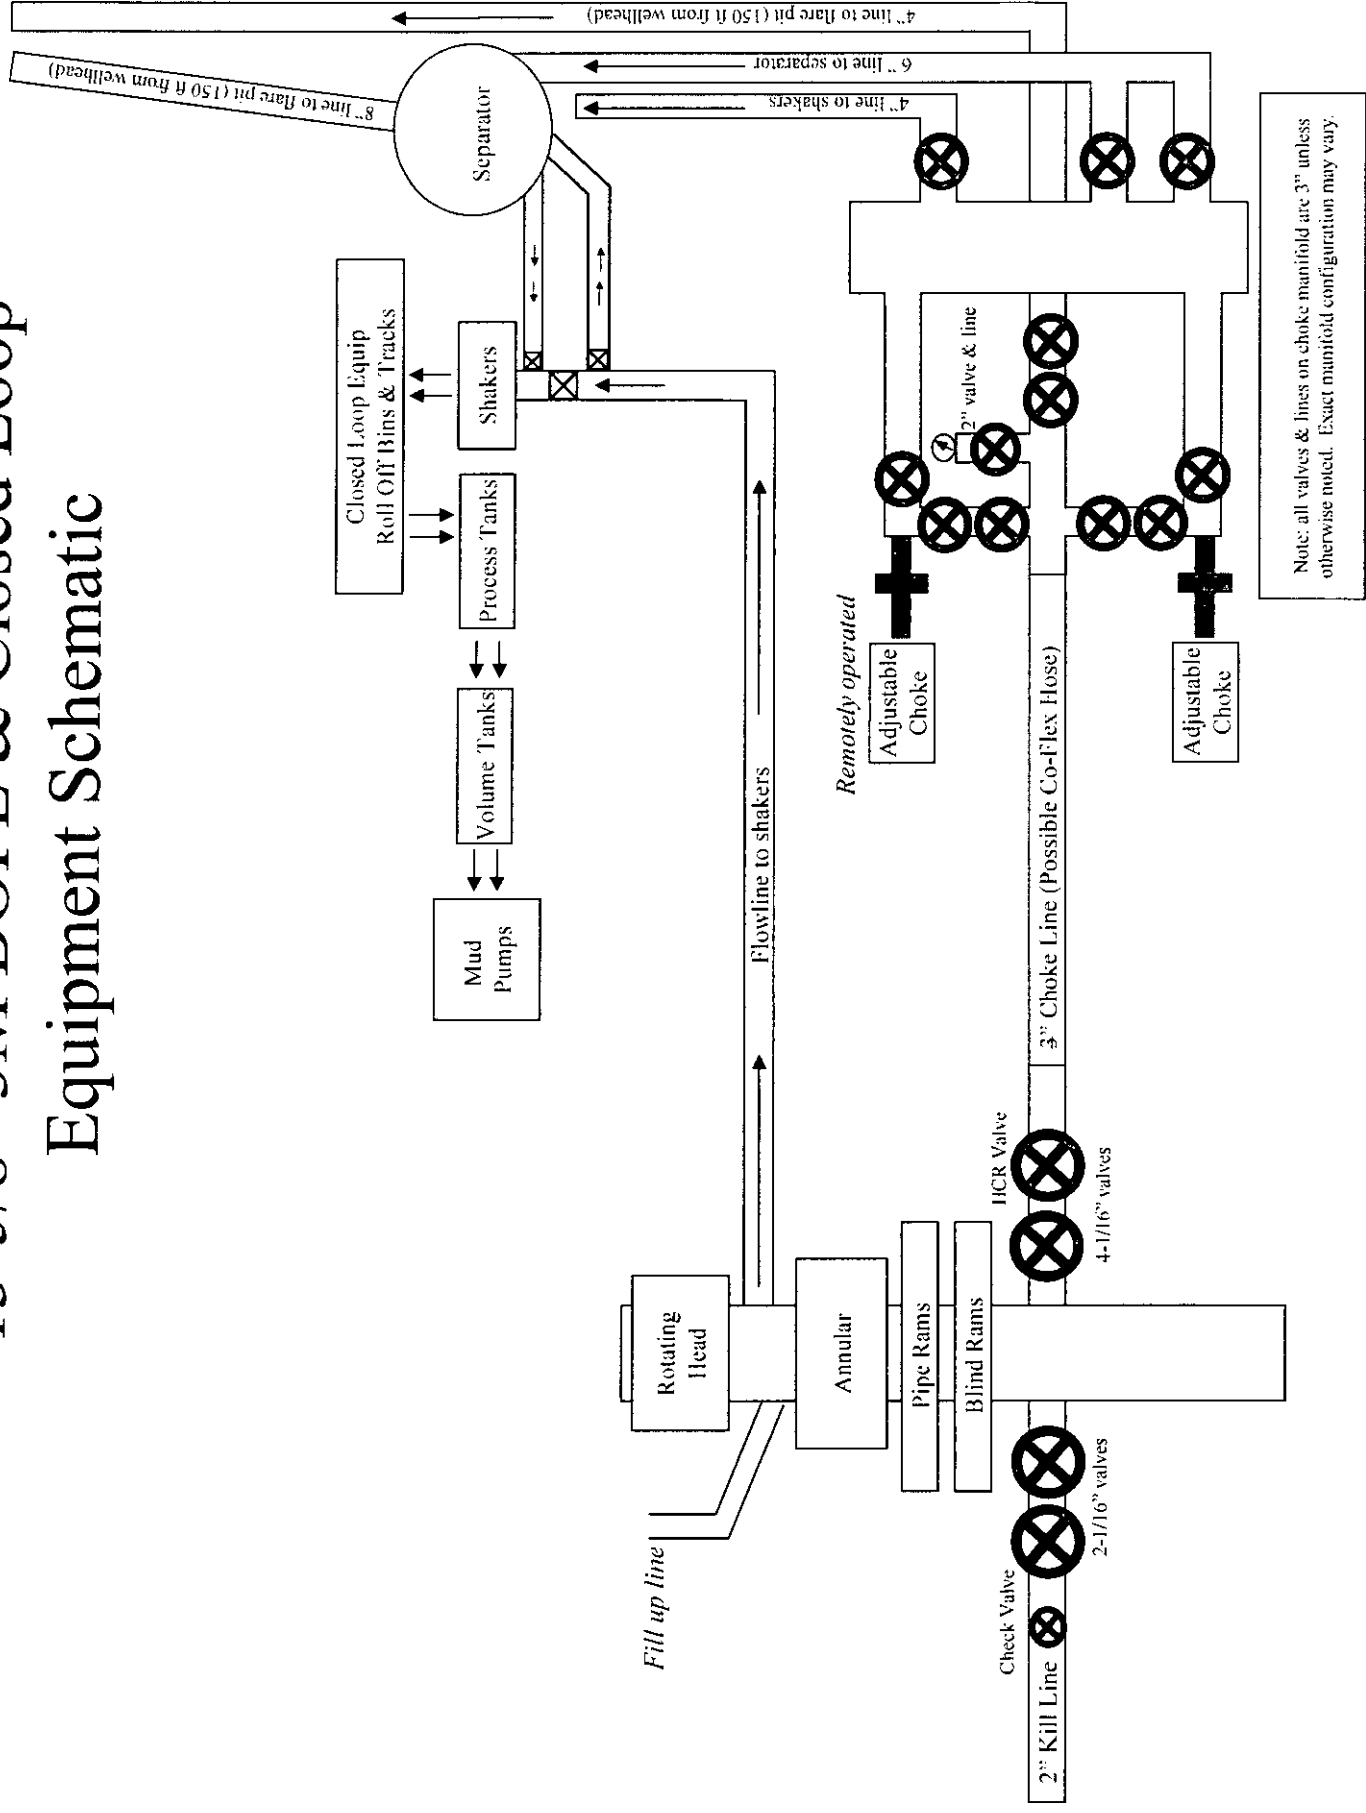 Equipment Schematic
Closed Loop Equip
Roll Off Bins & Tracks
Shakers
Process Tanks
Volume Tanks
Mud
Pumps
Separator
8" line to flare pit (150 ft from wellhead)
4" line to flare pit (150 ft from wellhead)
6" line to separator
4" line to shakers
Fill up line
Rotating
Head
Flowline to shakers
Annular
Pipe Rams
Blind Rams
Remotely operated
Adjustable
Choke
2" valve & line
Check Valve
HCR Valve
2" Kill Line
3" Choke Line (Possible Co-Flex Hose)
2-1/16" valves
4-1/16" valves
Adjustable
Choke
Note: all valves & lines on choke manifold are 3" unless
otherwise noted. Exact manifold configuration may vary.